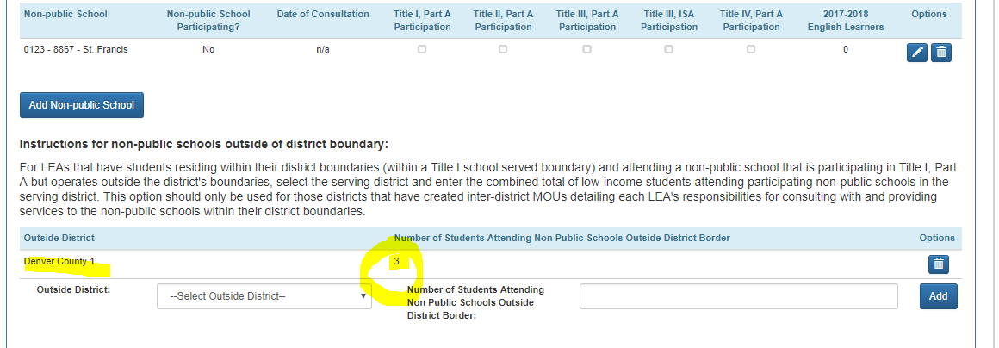 Non-public School Non-public School Participating? Date of Consultation Title I, Part A Participation Title II, Part A Participation Title III, Part A Participation Title III, ISA Participation Title IV, Part A Participation 2017-2018 English Learners Options
0123 - 8867 - St. Francis No n/a 0
Add Non-public School
Instructions for non-public schools outside of district boundary:
For LEAs that have students residing within their district boundaries (within a Title I school served boundary) and attending a non-public school that is participating in Title I, Part
A but operates outside the district's boundaries, select the serving district and enter the combined total of low-income students attending participating non-public schools in the
serving district. This option should only be used for those districts that have created inter-district MOUs detailing each LEA's responsibilities for consulting with and providing
services to the non-public schools within their district boundaries.
Outside District Number of Students Attending Non Public Schools Outside District Border Options
Denver County 1 3
Outside District: --Select Outside District-- Number of Students Attending
Non Public Schools Outside
District Border: Add